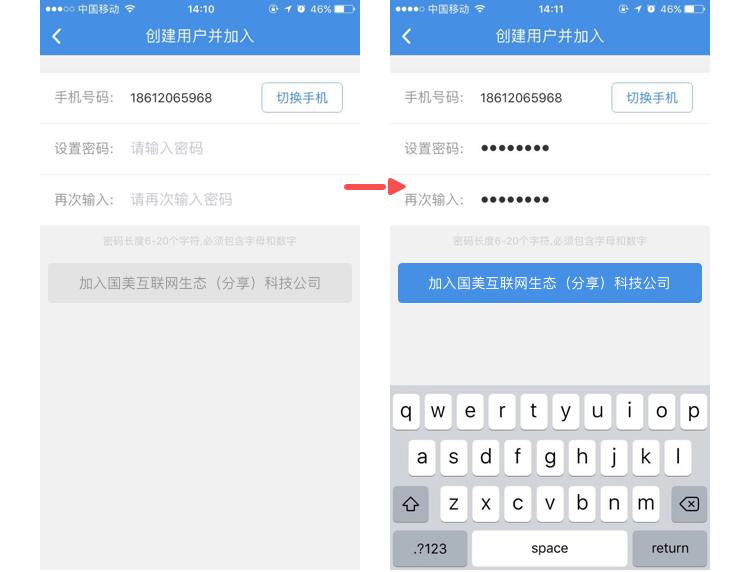 中国移动 14:10 46%
创建用户并加入
手机号码: 18612065968 切换手机
设置密码: 请输入密码
再次输入: 请再次输入密码
密码长度6-20个字符,必须包含字母和数字
加入国美互联网生态（分享）科技公司
中国移动 14:11 46%
创建用户并加入
手机号码: 18612065968 切换手机
设置密码: ●●●●●●●●
再次输入: ●●●●●●●●
密码长度6-20个字符,必须包含字母和数字
加入国美互联网生态（分享）科技公司
q w e r t y u i o p
a s d f g h j k l
z x c v b n m
.?123 space return